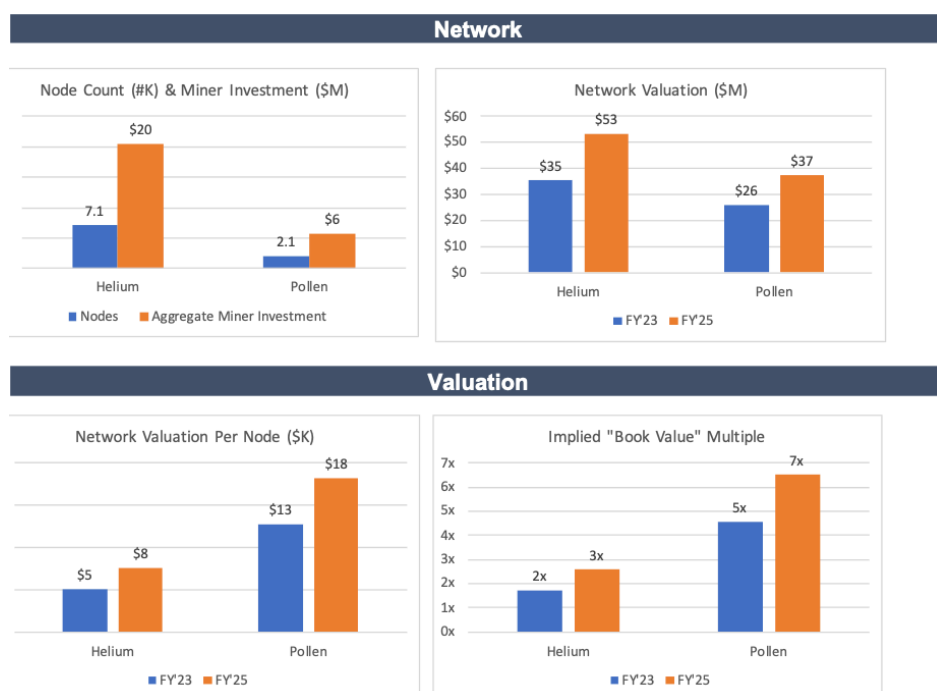 Network
Node Count (#K) & Miner Investment ($M)
$20
7.1
$6
2.1
Helium
Pollen
Nodes
Aggregate Miner Investment
Network Valuation ($M)
$60
$50
$40
$30
$20
$10
$0
$35
$53
$26
$37
Helium
Pollen
FY'23
FY'25
Valuation
Network Valuation Per Node ($K)
$5
$8
$13
$18
Helium
Pollen
FY'23
FY'25
Implied "Book Value" Multiple
7x
6x
5x
4x
3x
2x
1x
0x
2x
3x
5x
7x
Helium
Pollen
FY'23
FY'25